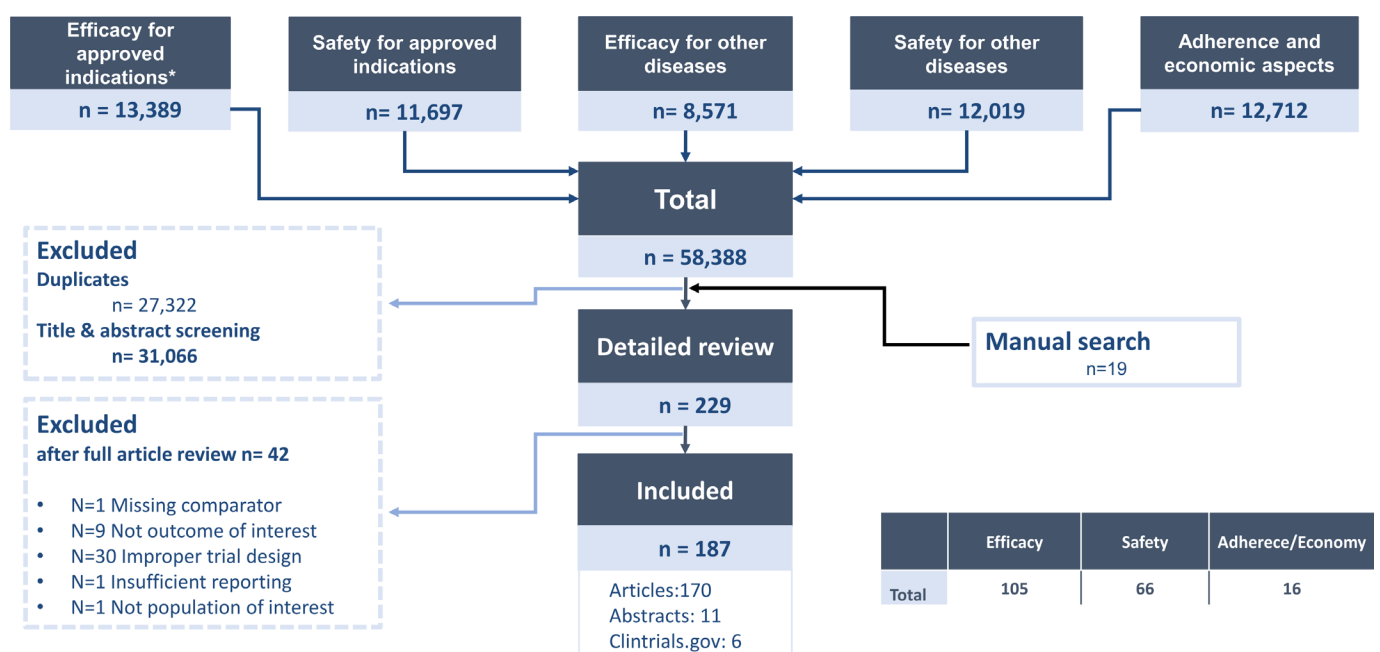 Efficacy for
approved
indications*
n = 13,389
Safety for approved
indications
n= 11,697
Efficacy for other
diseases
n= 8,571
Safety for other
diseases
n= 12,019
Adherence and
economic aspects
n= 12,712
Total
n = 58,388
Excluded
Duplicates
n= 27,322
Title & abstract screening
n= 31,066
Detailed review
n = 229
Manual search
n=19
Excluded
after full article review n= 42
• N=1 Missing comparator
• N=9 Not outcome of interest
• N=30 Improper trial design
• N=1 Insufficient reporting
• N=1 Not population of interest
Included
n = 187
Articles:170
Abstracts: 11
Clintrials.gov: 6
Efficacy Safety Adherece/Economy
Total 105 66 16